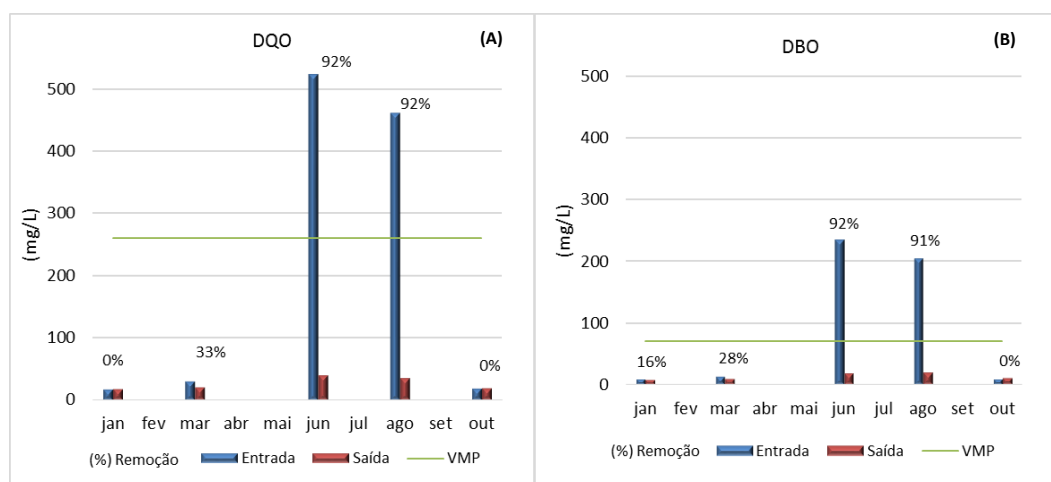 DQO
(A)
(mg/L)
500
400
300
200
100
0
0%
33%
92%
92%
0%
jan fev mar abr mai jun jul ago set out
(%) Remoção Entrada Saída VMP
DBO
(B)
(mg/L)
500
400
300
200
100
0
16%
28%
92%
91%
0%
jan fev mar abr mai jun jul ago set out
(%) Remoção Entrada Saída VMP